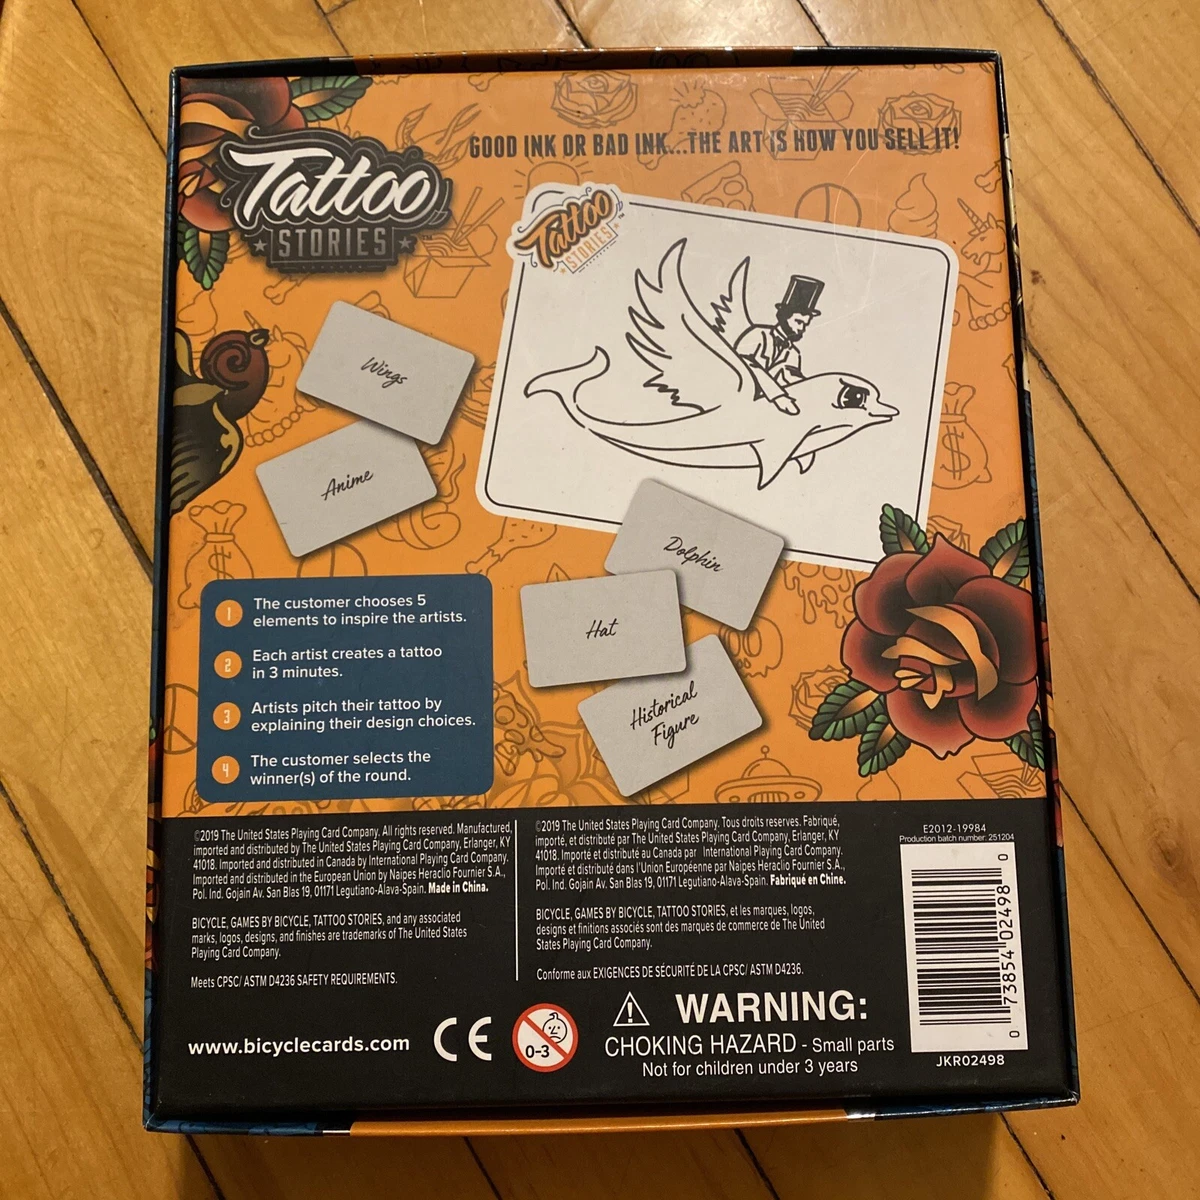 Tattoo
STORIES
™
GOOD INK OR BAD INK...THE ART IS HOW YOU SELL IT!
Tattoo
STORIES
™
Wings
Anime
Dolphin
Hat
Historical
Figure
1
The customer chooses 5
elements to inspire the artists.
2
Each artist creates a tattoo
in 3 minutes.
3
Artists pitch their tattoo by
explaining their design choices.
4
The customer selects the
winner(s) of the round.
©2019 The United States Playing Card Company. All rights reserved. Manufactured,
imported and distributed by The United States Playing Card Company, Erlanger, KY
41018. Imported and distributed in Canada by International Playing Card Company.
Imported and distributed in the European Union by Naipes Heraclio Fournier S.A.,
Pol. Ind. Gojain Av. San Blas 19, 01171 Legutiano-Alava-Spain. Made in China.
BICYCLE, GAMES BY BICYCLE, TATTOO STORIES, and any associated
marks, logos, designs, and finishes are trademarks of The United States
Playing Card Company.
Meets CPSC/ ASTM D4236 SAFETY REQUIREMENTS.
©2019 The United States Playing Card Company. Tous droits reserves. Fabriqué,
importé, et distributé par The United States Playing Card Company, Erlanger, KY
41018. Importé et distributé au Canada par International Playing Card Company.
Importé et distributé dans l'Union Européenne par Naipes Heraclio Fournier S.A.,
Pol. Ind. Gojain Av. San Blas 19, 01171 Legutiano-Alava-Spain. Fabriqué en Chine.
BICYCLE, GAMES BY BICYCLE, TATTOO STORIES, et les marques, logos,
designs et finitions associés sont des marques de commerce de The United
States Playing Card Company.
Conforme aux EXIGENCES DE SÉCURITÉ DE LA CPSC/ ASTM D4236.
E2012-19984
Production batch number: 251204
0 73854 02498 0
JKR02498
www.bicyclecards.com
CE
0-3
WARNING:
CHOKING HAZARD - Small parts
Not for children under 3 years